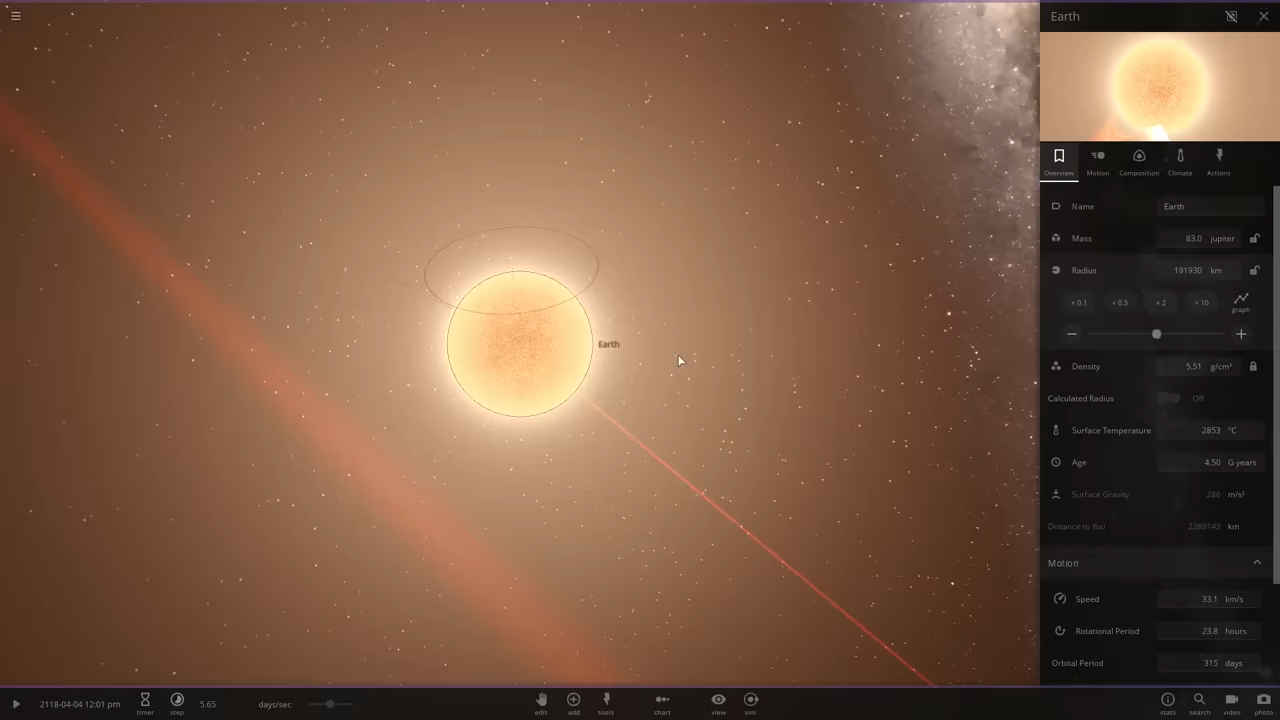 Earth
Overview Motion Composition Climate Actions
Name Earth
Mass 83.0 jupiter
Radius 191930 km
× 0.1 × 0.5 × 2 × 10 graph
Earth
Density 5.51 g/cm³
Calculated Radius Off
Surface Temperature 2853 °C
Age 4.50 G years
Surface Gravity 286 m/s²
Distance to You 2288143 km
Motion
Speed 33.1 km/s
Rotational Period 23.8 hours
Orbital Period 315 days
2118-04-04 12:01 pm timer step 5.65 days/sec edit add tools chart view sim stats search video photo